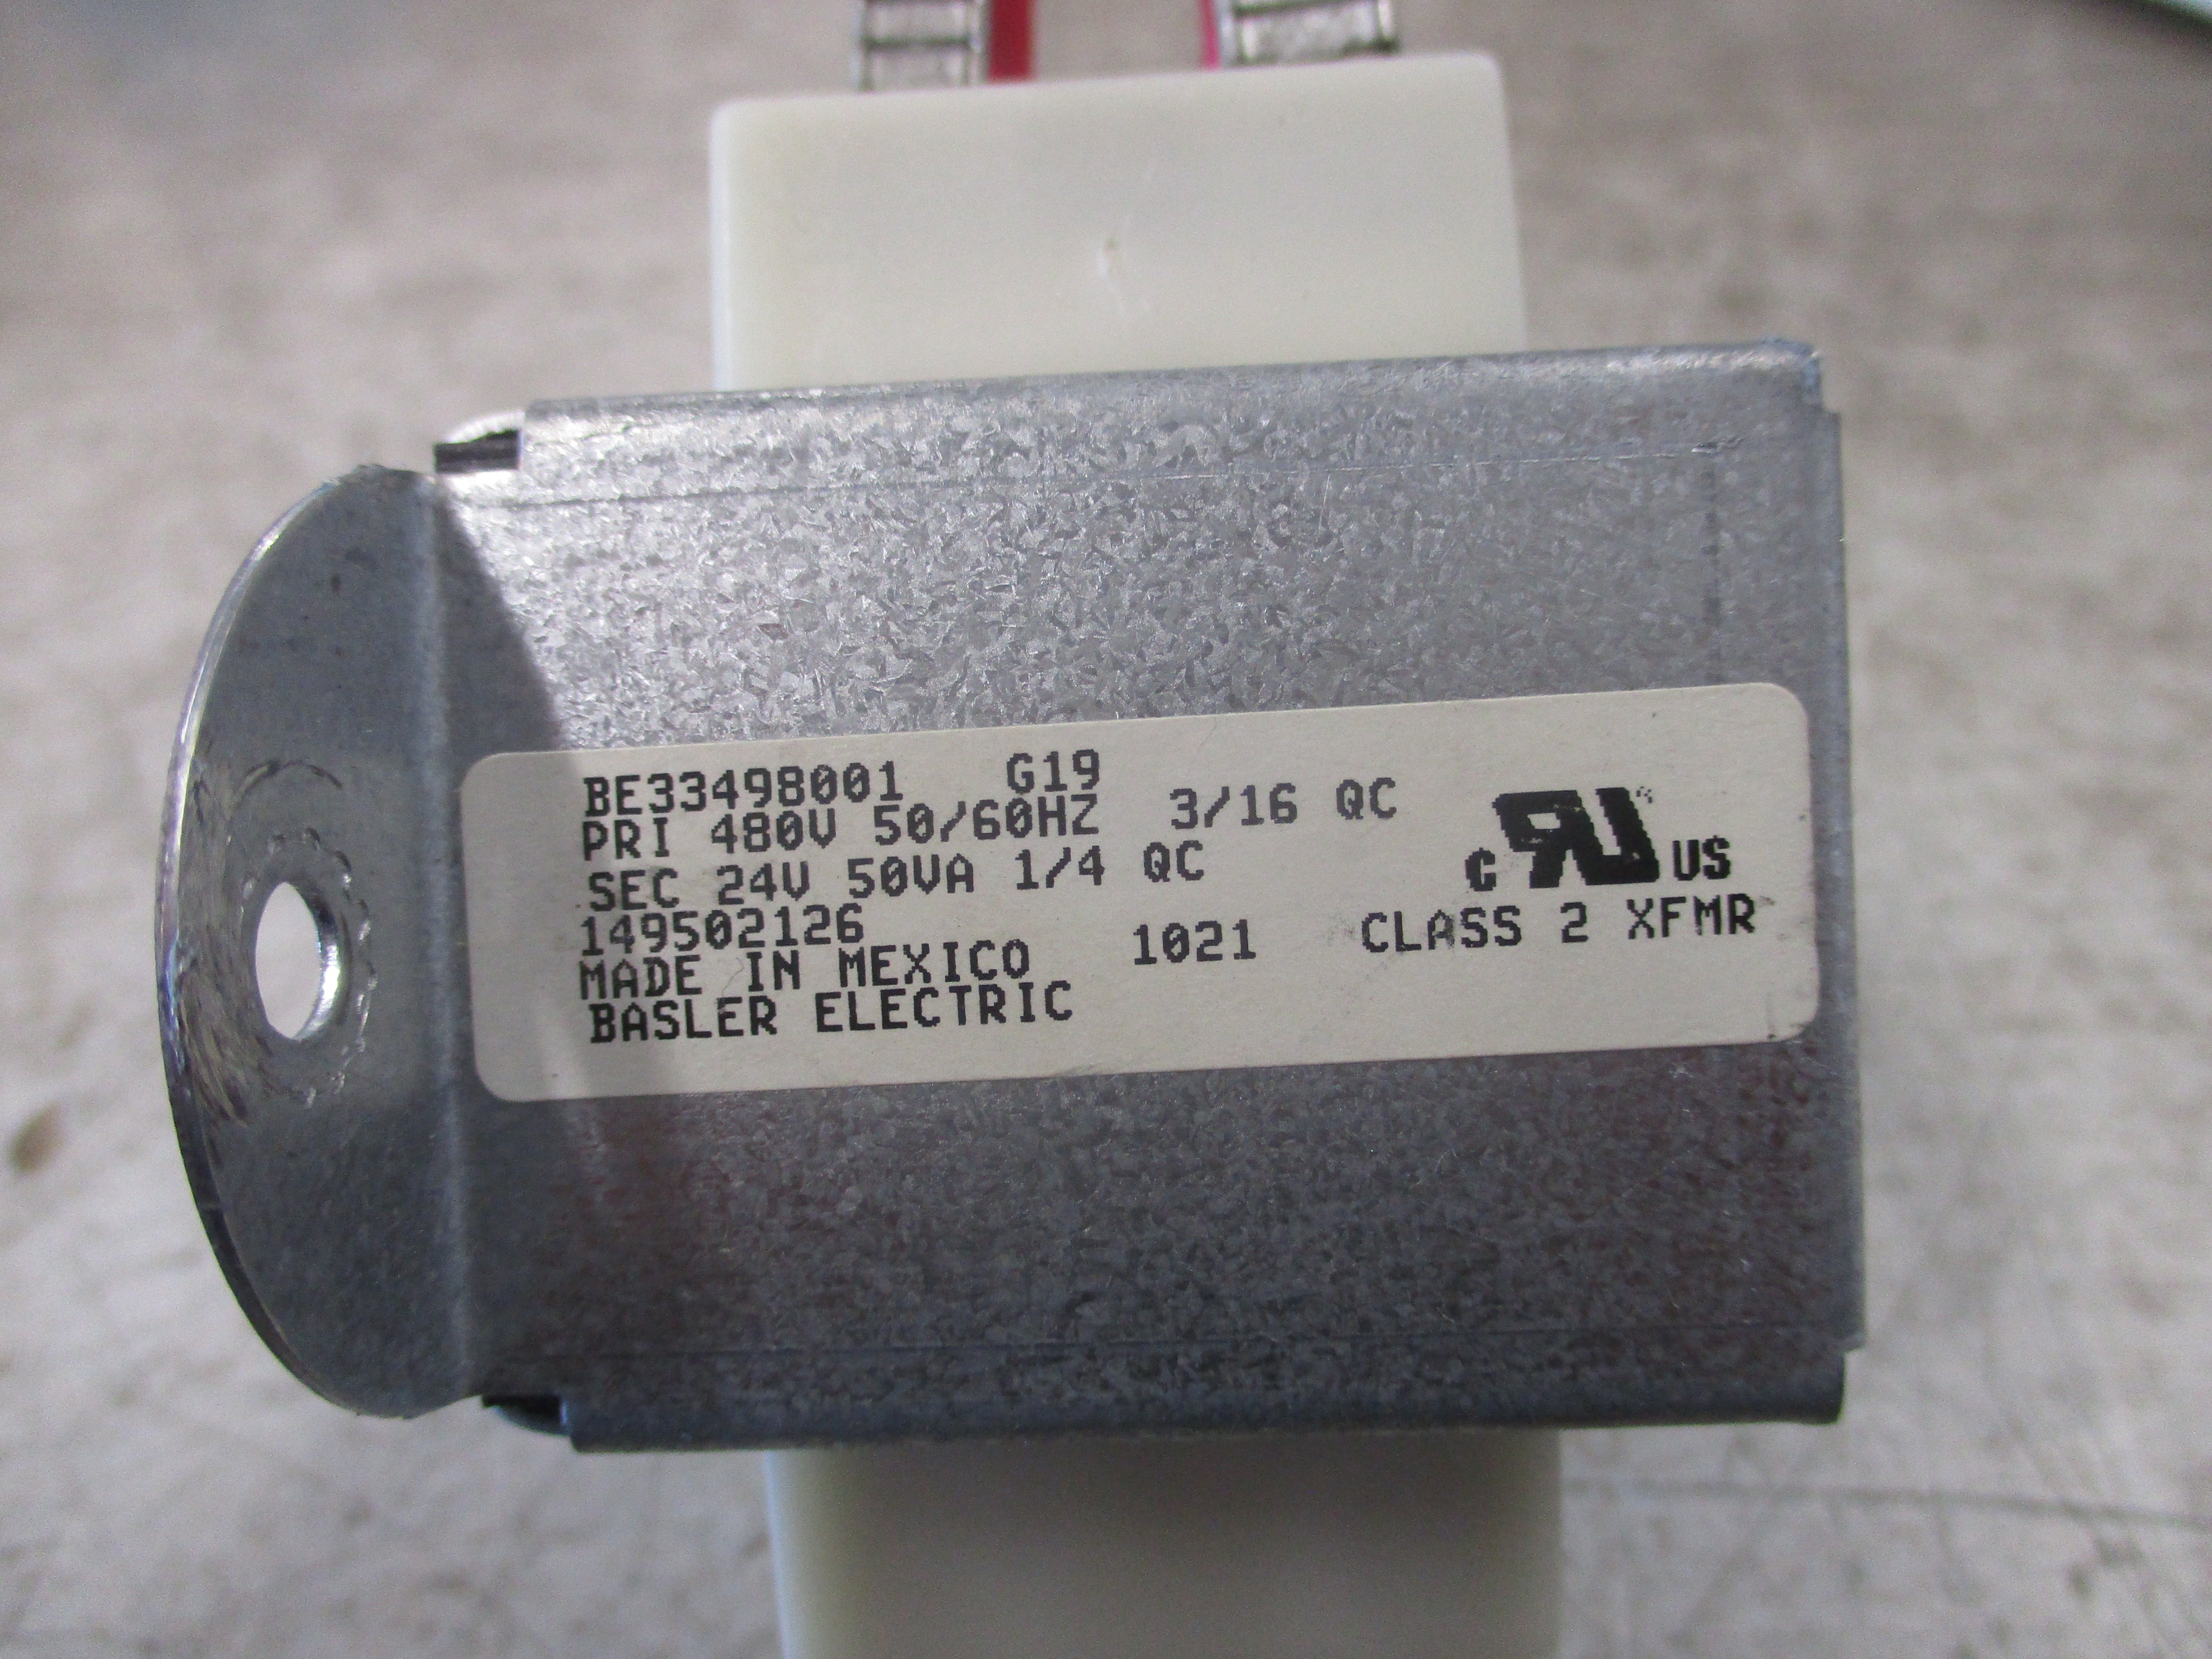 BE33498001 G19
PRI 480V 50/60HZ 3/16 QC
SEC 24V 50VA 1/4 QC
149502126
MADE IN MEXICO 1021
BASLER ELECTRIC
C RU US
CLASS 2 XFMR